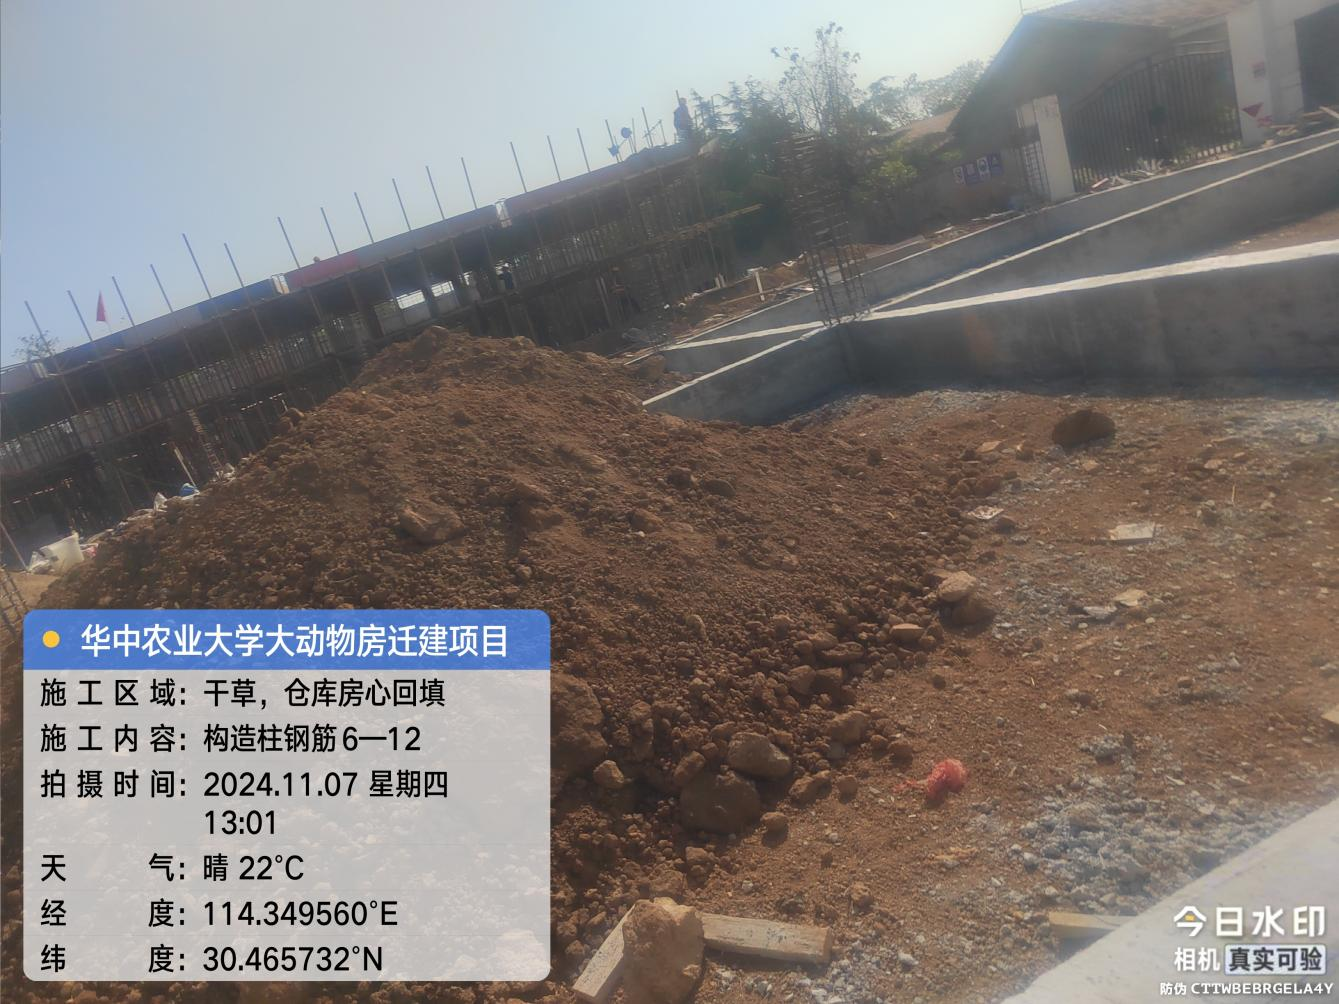 华中农业大学大动物房迁建项目
施工区域：干草，仓库房心回填
施工内容：构造柱钢筋6—12
拍摄时间：2024.11.07 星期四
13:01
天气：晴 22°C
经度：114.349560°E
纬度：30.465732°N
今日水印
相机 真实可验
防伪 CTTWBEBRGELA4Y